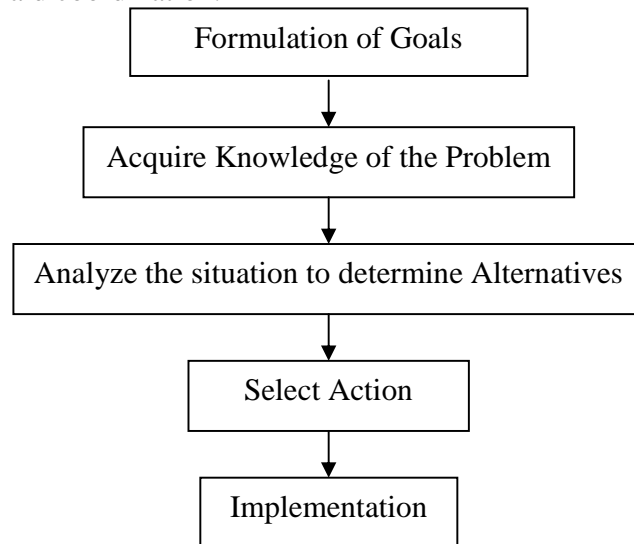 Formulation of Goals
Acquire Knowledge of the Problem
Analyze the situation to determine Alternatives
Select Action
Implementation